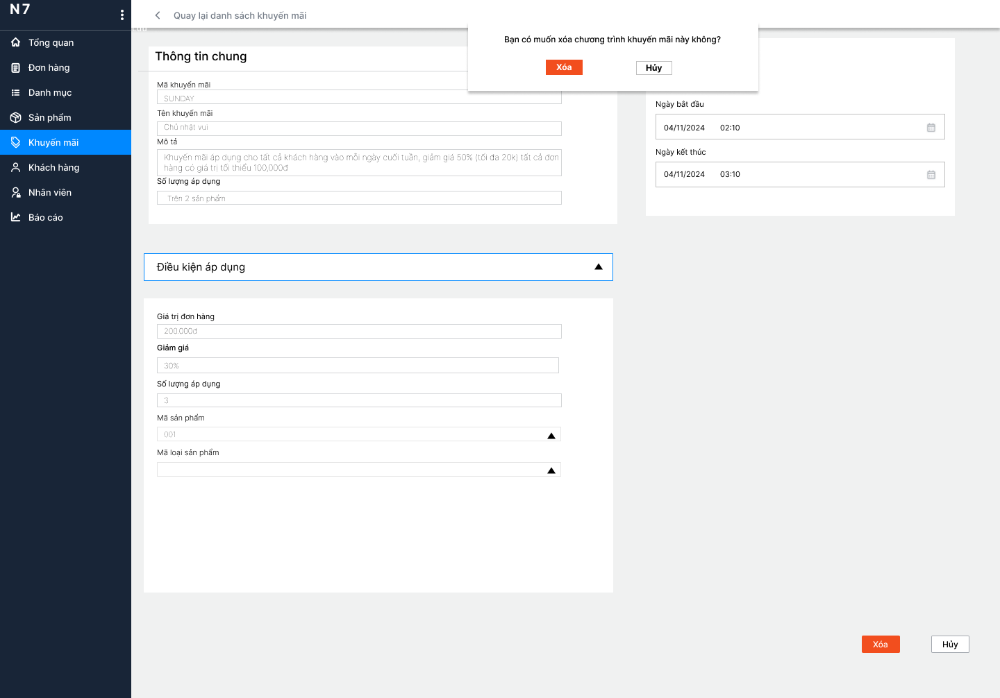 N7
Tổng quan
Đơn hàng
Danh mục
Sản phẩm
Khuyến mãi
Khách hàng
Nhân viên
Báo cáo
Quay lại danh sách khuyến mãi
Bạn có muốn xóa chương trình khuyến mãi này không?
Xóa
Hủy
Thông tin chung
Mã khuyến mãi
SUNDAY
Tên khuyến mãi
Chủ nhật vui
Mô tả
Khuyến mãi áp dụng cho tất cả khách hàng vào mỗi ngày cuối tuần, giảm giá 50% (tối đa 20k) tất cả đơn
hàng có giá trị tối thiểu 100,000đ
Số lượng áp dụng
Trên 2 sản phẩm
Ngày bắt đầu
04/11/2024 02:10
Ngày kết thúc
04/11/2024 03:10
Điều kiện áp dụng
Giá trị đơn hàng
200.000đ
Giảm giá
30%
Số lượng áp dụng
3
Mã sản phẩm
001
Mã loại sản phẩm
Xóa
Hủy